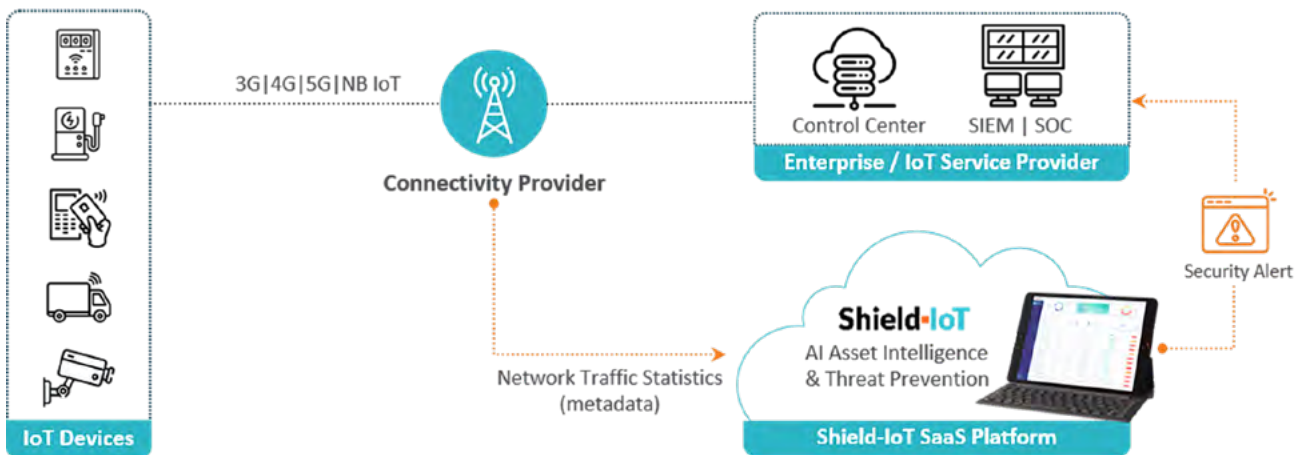 3G|4G|5G|NB IoT
Connectivity Provider
Control Center
SIEM | SOC
Enterprise / IoT Service Provider
Security Alert
Network Traffic Statistics
(metadata)
Shield-IoT
AI Asset Intelligence
& Threat Prevention
IoT Devices
Shield-IoT SaaS Platform